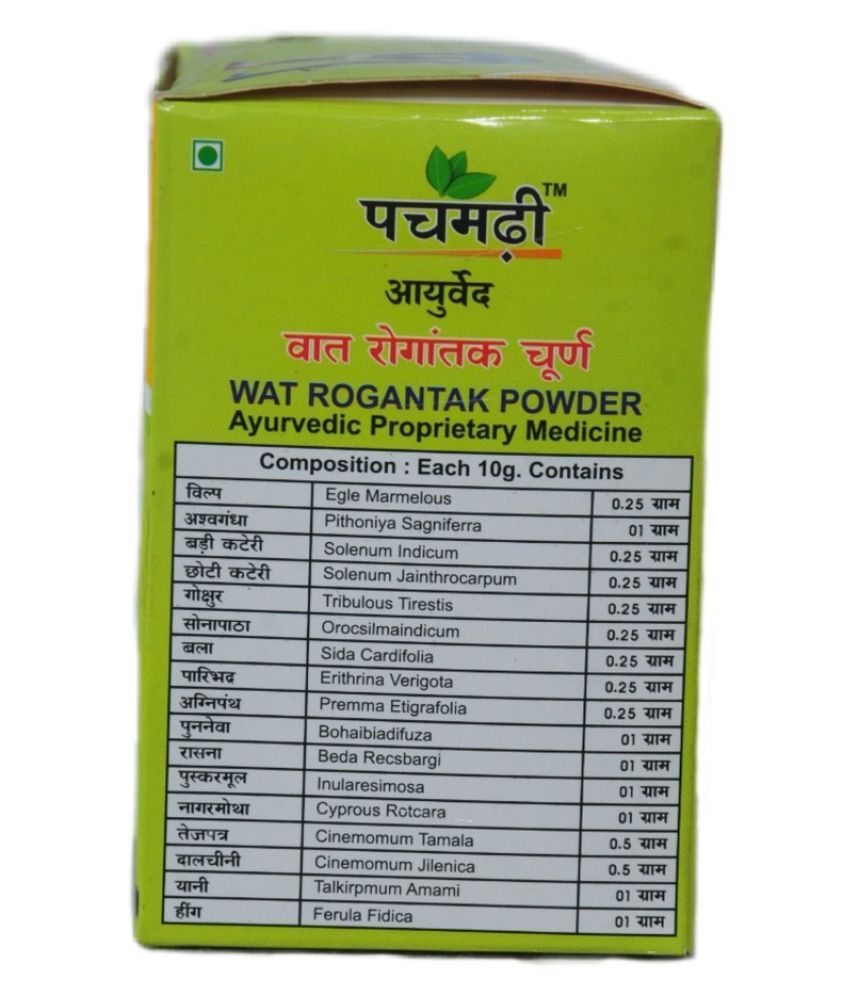 पचमढ़ी™
आयुर्वेद
वात रोगांतक चूर्ण
WAT ROGANTAK POWDER
Ayurvedic Proprietary Medicine
Composition : Each 10g. Contains
विल्प Egle Marmelous 0.25 ग्राम
अश्वगंधा Pithoniya Sagniferra 01 ग्राम
बड़ी कटेरी Solenum Indicum 0.25 ग्राम
छोटी कटेरी Solenum Jainthrocarpum 0.25 ग्राम
गोक्षुर Tribulous Tirestis 0.25 ग्राम
सोनापाठा Orocsilmaindicum 0.25 ग्राम
बला Sida Cardifolia 0.25 ग्राम
पारिभद्र Erithrina Verigota 0.25 ग्राम
अग्निपंथ Premma Etigrafolia 0.25 ग्राम
पुननेवा Bohaibiadifuza 01 ग्राम
रासना Beda Recsbargi 01 ग्राम
पुस्करमूल Inularesimosa 01 ग्राम
नागरमोथा Cyprous Rotcara 01 ग्राम
तेजपत्र Cinemomum Tamala 0.5 ग्राम
दालचीनी Cinemomum Jilenica 0.5 ग्राम
यानी Talkirpmum Amami 01 ग्राम
हींग Ferula Fidica 01 ग्राम